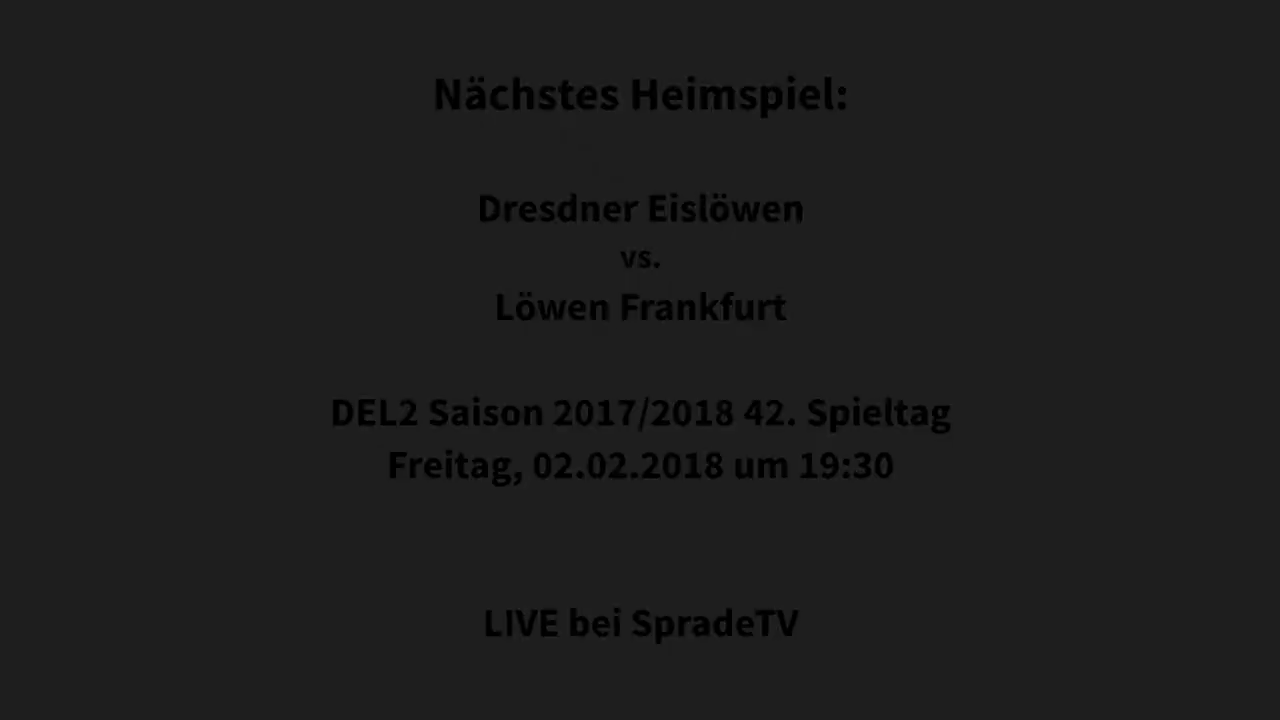 Nächstes Heimspiel:
Dresdner Eislöwen
vs.
Löwen Frankfurt
DEL2 Saison 2017/2018 42. Spieltag
Freitag, 02.02.2018 um 19:30
LIVE bei SpradeTV